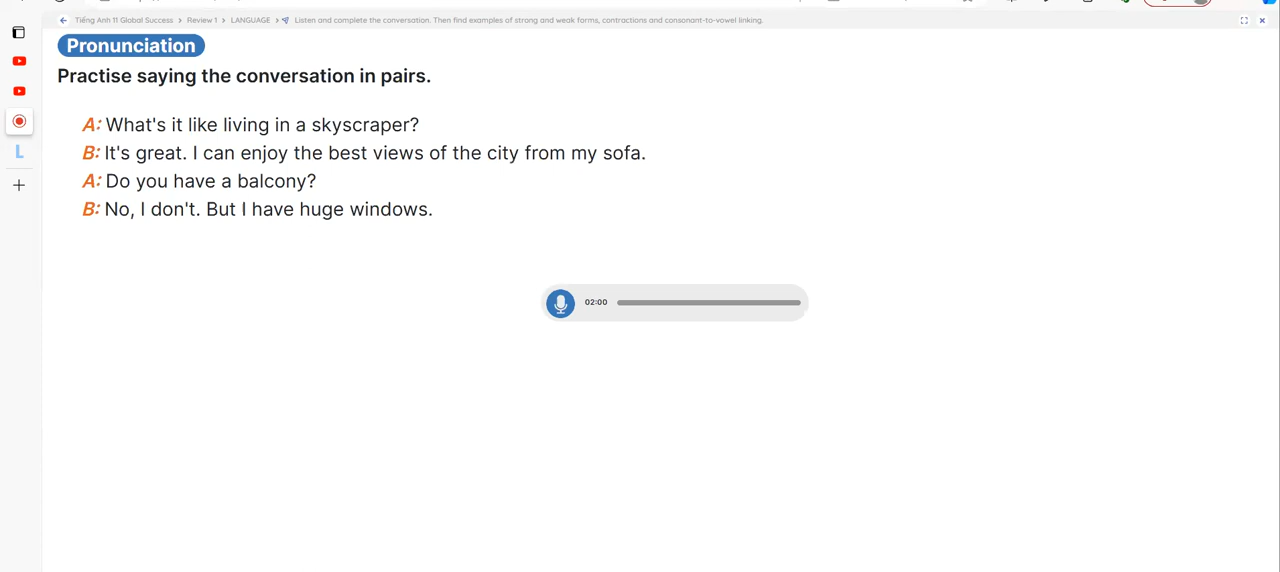 Tiếng Anh 11 Global Success > Review 1 > LANGUAGE > Listen and complete the conversation. Then find examples of strong and weak forms, contractions and consonant-to-vowel linking.
Pronunciation
Practise saying the conversation in pairs.
A: What's it like living in a skyscraper?
B: It's great. I can enjoy the best views of the city from my sofa.
A: Do you have a balcony?
B: No, I don't. But I have huge windows.
02:00
L